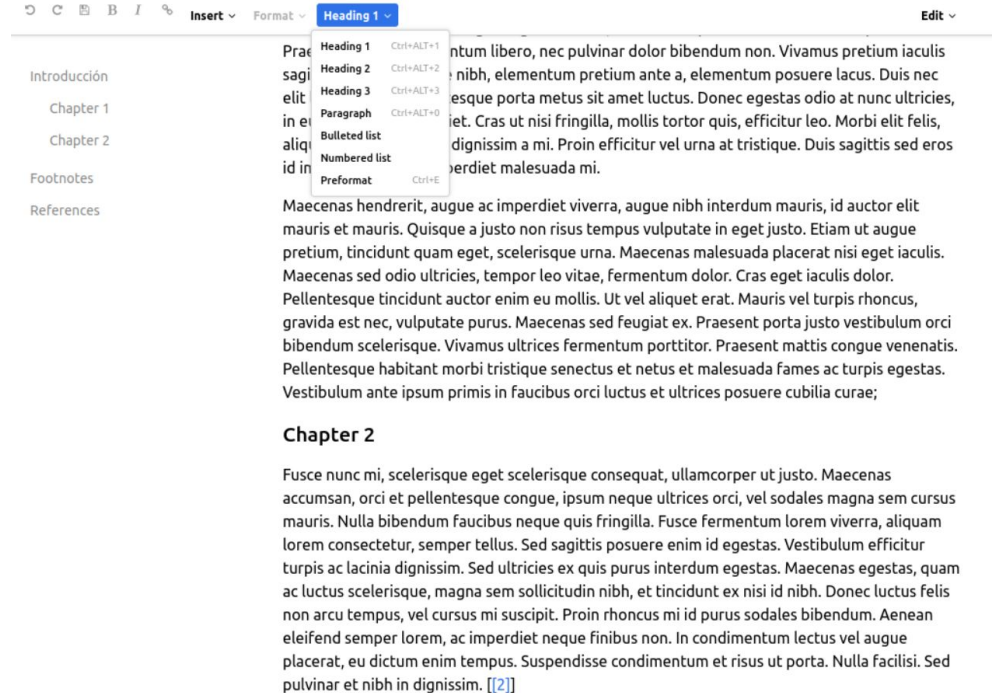 B I Insert Format Heading 1 Edit
Heading 1 Ctrl+ALT+1
Heading 2 Ctrl+ALT+2
Heading 3 Ctrl+ALT+3
Paragraph Ctrl+ALT+0
Bulleted list
Numbered list
Preformat Ctrl+E
Introducción
Chapter 1
Chapter 2
Footnotes
References
libero, nec pulvinar dolor bibendum non. Vivamus pretium iaculis
nibh, elementum pretium ante a, elementum posuere lacus. Duis nec
elit porta metus sit amet luctus. Donec egestas odio at nunc ultricies,
in Cras ut nisi fringilla, mollis tortor quis, efficitur leo. Morbi elit felis,
dignissim a mi. Proin efficitur vel urna at tristique. Duis sagittis sed eros
id malesuada mi.
Maecenas hendrerit, augue ac imperdiet viverra, augue nibh interdum mauris, id auctor elit
mauris et mauris. Quisque a justo non risus tempus vulputate in eget justo. Etiam ut augue
pretium, tincidunt quam eget, scelerisque urna. Maecenas malesuada placerat nisi eget iaculis.
Maecenas sed odio ultricies, tempor leo vitae, fermentum dolor. Cras eget iaculis dolor.
Pellentesque tincidunt auctor enim eu mollis. Ut vel aliquet erat. Mauris vel turpis rhoncus,
gravida est nec, vulputate purus. Maecenas sed feugiat ex. Praesent porta justo vestibulum orci
bibendum scelerisque. Vivamus ultrices fermentum porttitor. Praesent mattis congue venenatis.
Pellentesque habitant morbi tristique senectus et netus et malesuada fames ac turpis egestas.
Vestibulum ante ipsum primis in faucibus orci luctus et ultrices posuere cubilia curae;
Chapter 2
Fusce nunc mi, scelerisque eget scelerisque consequat, ullamcorper ut justo. Maecenas
accumsan, orci et pellentesque congue, ipsum neque ultrices orci, vel sodales magna sem cursus
mauris. Nulla bibendum faucibus neque quis fringilla. Fusce fermentum lorem viverra, aliquam
lorem consectetur, semper tellus. Sed sagittis posuere enim id egestas. Vestibulum efficitur
turpis ac lacinia dignissim. Sed ultricies ex quis purus interdum egestas. Maecenas egestas, quam
ac luctus scelerisque, magna sem sollicitudin nibh, et tincidunt ex nisi id nibh. Donec luctus felis
non arcu tempus, vel cursus mi suscipit. Proin rhoncus mi id purus sodales bibendum. Aenean
eleifend semper lorem, ac imperdiet neque finibus non. In condimentum lectus vel augue
placerat, eu dictum enim tempus. Suspendisse condimentum et risus ut porta. Nulla facilisi. Sed
pulvinar et nibh in dignissim. [[2]]